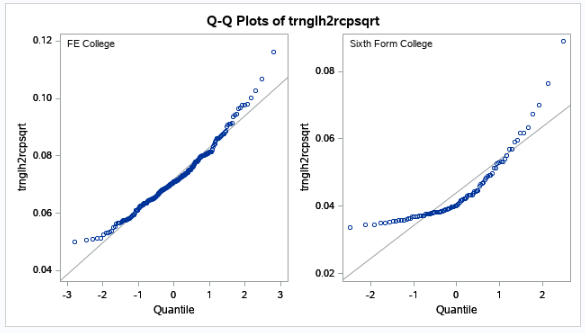 Q-Q Plots of trnglh2rcpsqrt
FE College
0.12
0.10
0.08
0.06
0.04
trnglh2rcpsqrt
-3 -2 -1 0 1 2 3
Quantile
Sixth Form College
0.08
0.06
0.04
0.02
trnglh2rcpsqrt
-2 -1 0 1 2
Quantile